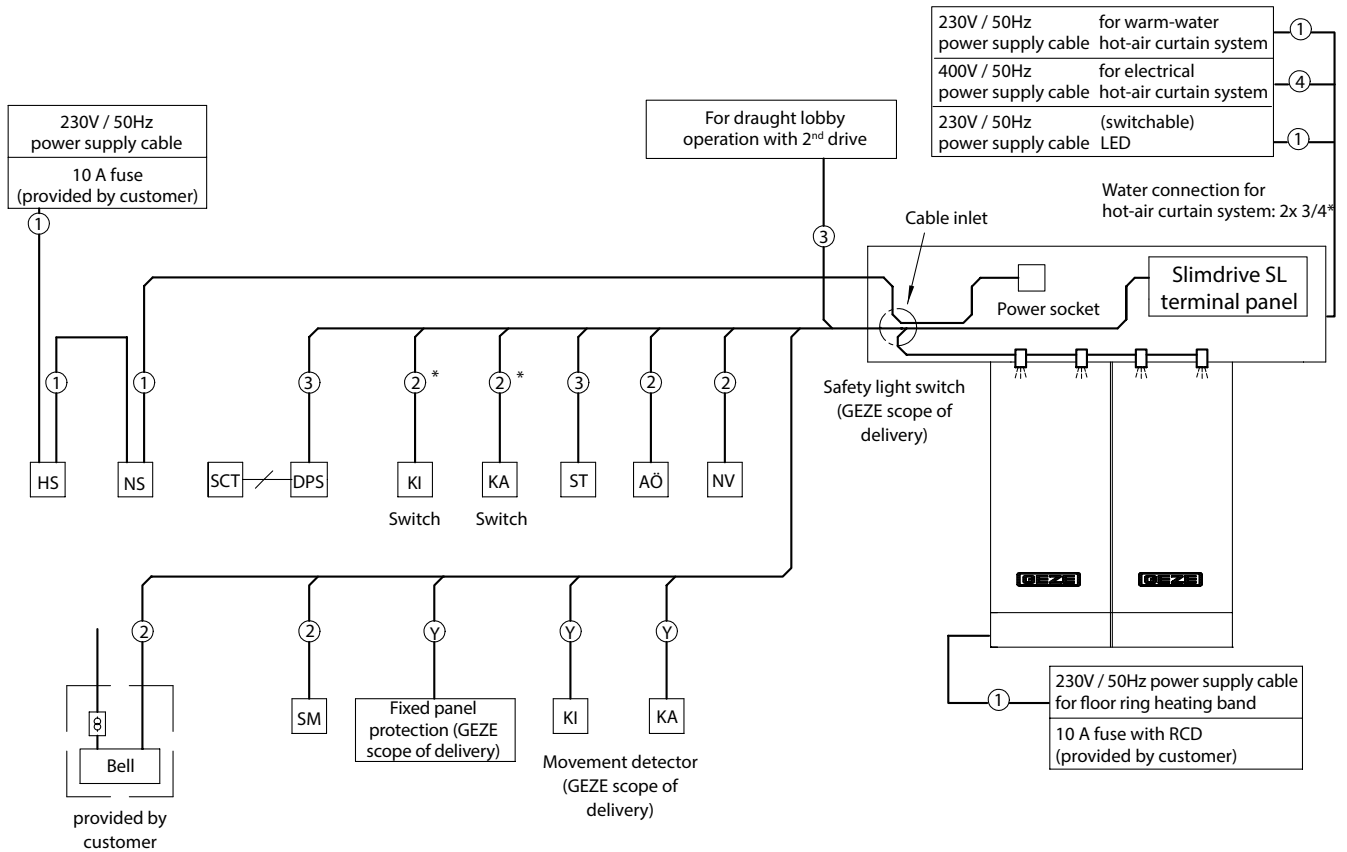 230V / 50Hz for warm-water
power supply cable hot-air curtain system
1
400V / 50Hz for electrical
power supply cable hot-air curtain system
4
230V / 50Hz (switchable)
power supply cable LED
1
230V / 50Hz
power supply cable
10 A fuse
(provided by customer)
1
For draught lobby
operation with 2nd drive
3
Water connection for
hot-air curtain system: 2x 3/4*
Cable inlet
Slimdrive SL
terminal panel
Power socket
1
1
3
2 *
2 *
3
2
2
Safety light switch
(GEZE scope of
delivery)
HS
NS
SCT
DPS
KI
KA
ST
AÖ
NV
Switch
Switch
GEZE
GEZE
2
2
Y
Y
Y
8
Bell
provided by
customer
SM
Fixed panel
protection (GEZE
scope of delivery)
KI
KA
Movement detector
(GEZE scope of
delivery)
1
230V / 50Hz power supply cable
for floor ring heating band
10 A fuse with RCD
(provided by customer)